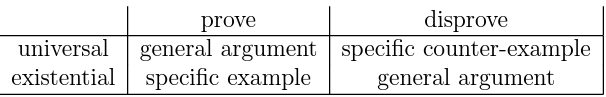 prove disprove
universal general argument specific counter-example
existential specific example general argument